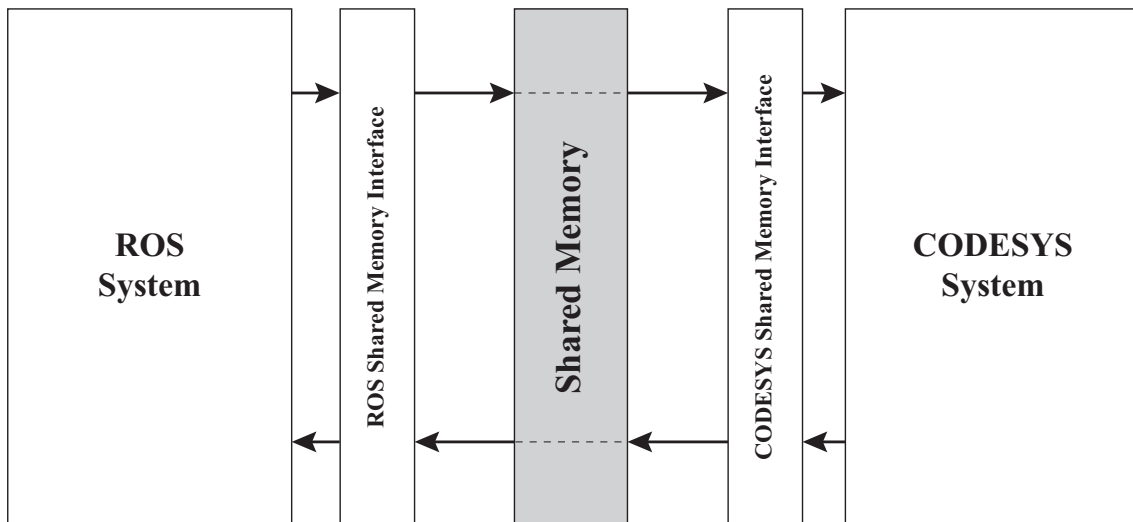 ROS
System
ROS Shared Memory Interface
Shared Memory
CODESYS Shared Memory Interface
CODESYS
System